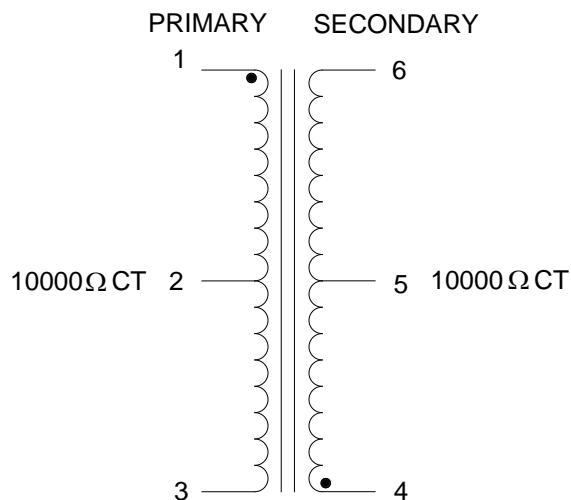 PRIMARY SECONDARY
1 6
10000Ω CT 2 5 10000Ω CT
3 4